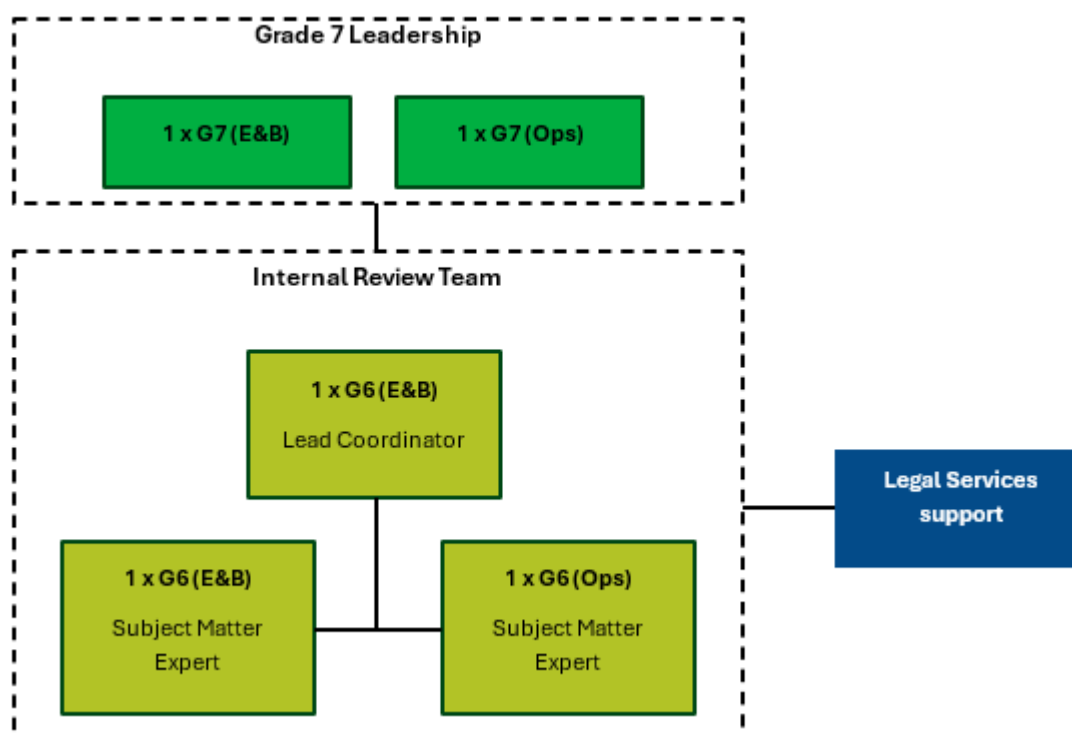 Grade 7 Leadership
1 x G7 (E&B)
1 x G7 (Ops)
Internal Review Team
1 x G6 (E&B)
Lead Coordinator
Legal Services
support
1 x G6 (E&B)
Subject Matter
Expert
1 x G6 (Ops)
Subject Matter
Expert